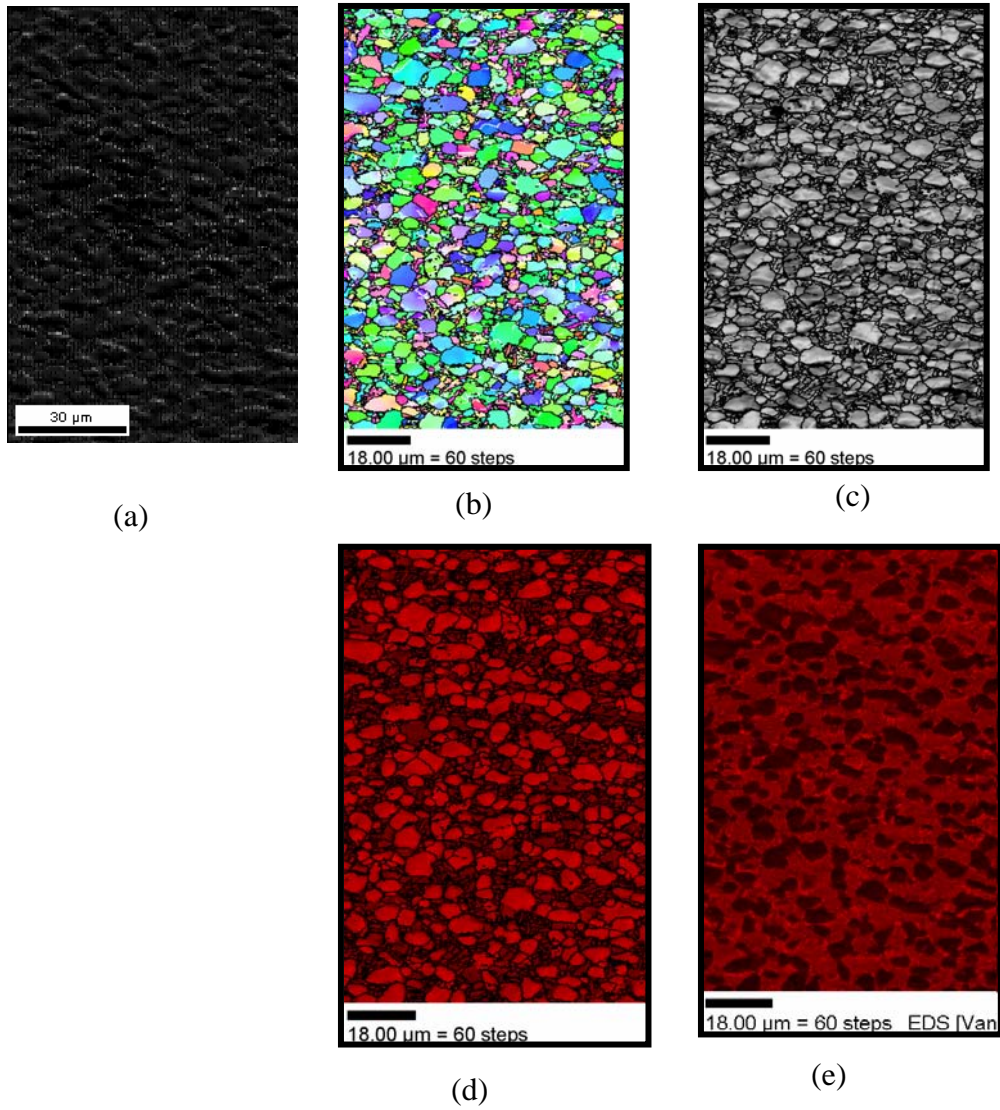 30 µm
18.00 µm = 60 steps
18.00 µm = 60 steps
(a)
(b)
(c)
18.00 µm = 60 steps
18.00 µm = 60 steps EDS [Van
(d)
(e)